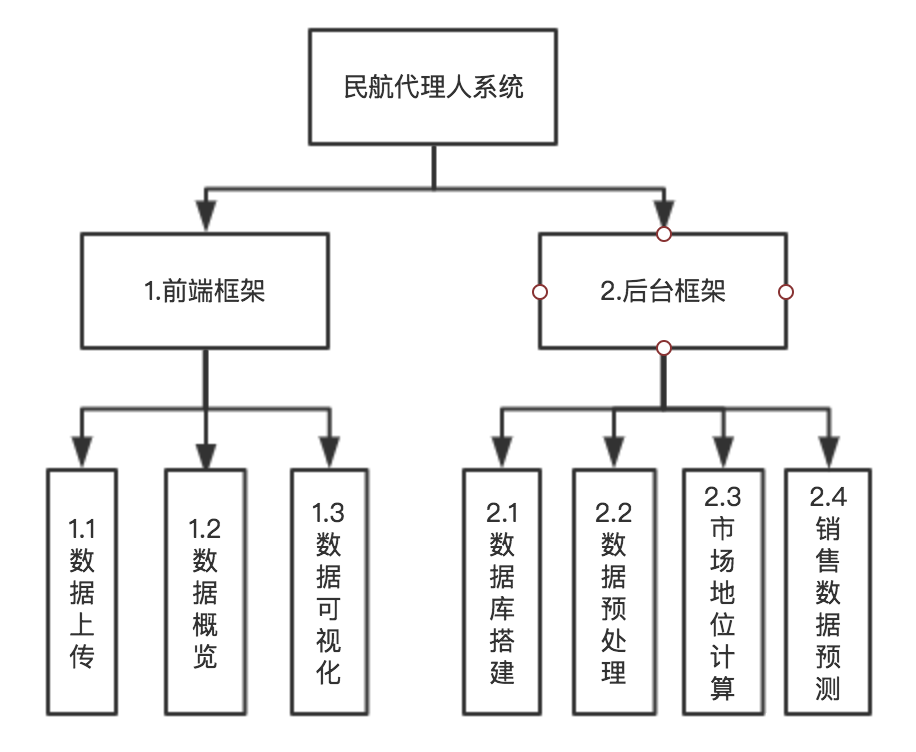 民航代理人系统
1.前端框架
2.后台框架
1.1数据上传
1.2数据概览
1.3数据可视化
2.1数据库搭建
2.2数据预处理
2.3市场地位计算
2.4销售数据预测